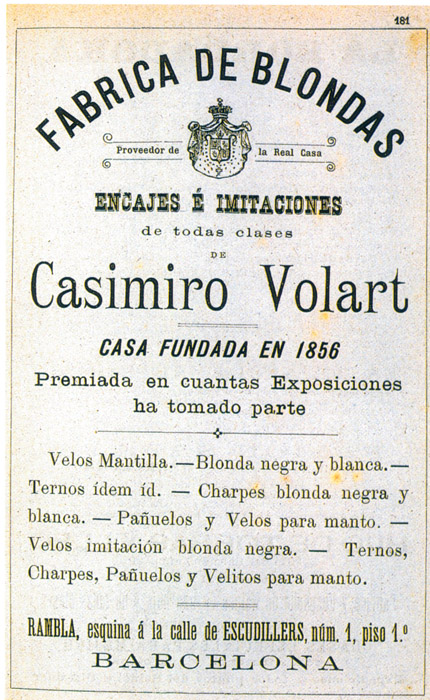 181
FABRICA DE BLONDAS
Proveedor de la Real Casa
ENCAJES É IMITACIONES
de todas clases
DE
Casimiro Volart
CASA FUNDADA EN 1856
Premiada en cuantas Exposiciones
ha tomado parte
Velos Mantilla.—Blonda negra y blanca.—
Ternos ídem íd. — Charpes blonda negra y
blanca. — Pañuelos y Velos para manto. —
Velos imitación blonda negra. — Ternos,
Charpes, Pañuelos y Velitos para manto.
RAMBLA, esquina á la calle de ESCUDILLERS, núm. 1, piso 1.º
BARCELONA